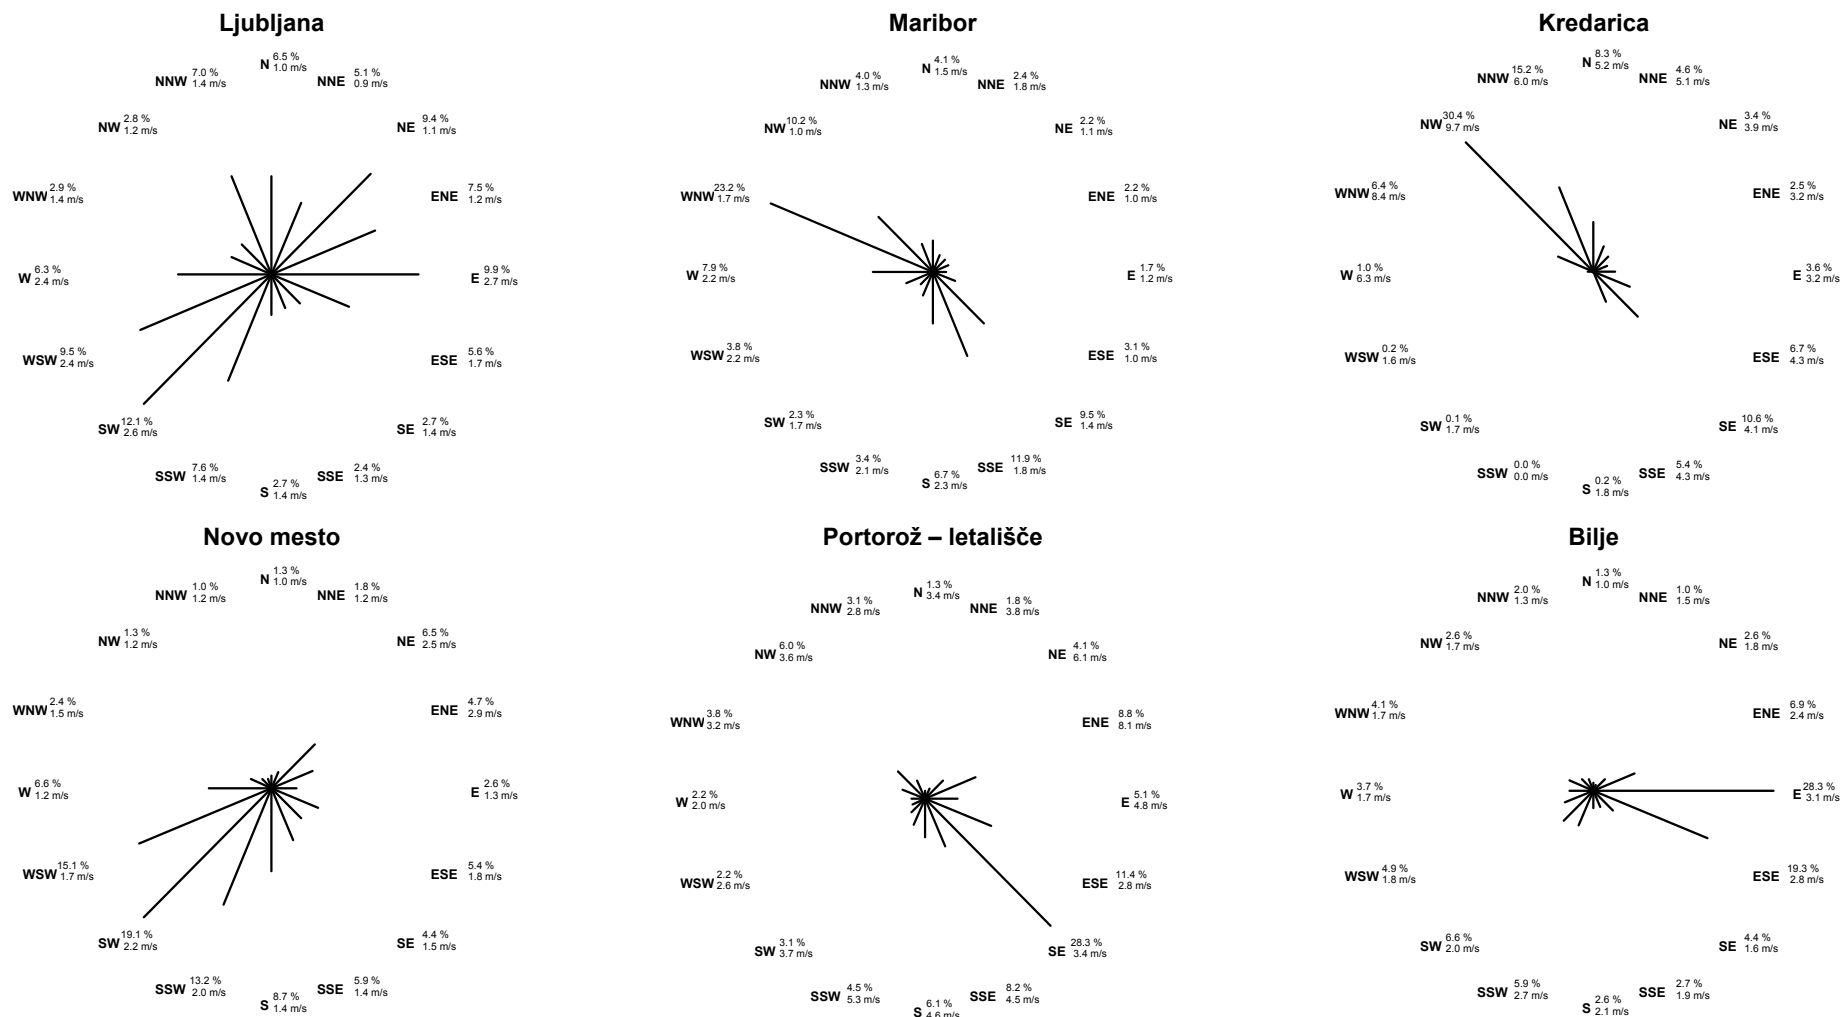 Ljubljana
N 6.5 %
1.0 m/s
NNE 5.1 %
0.9 m/s
NE 9.4 %
1.1 m/s
ENE 7.5 %
1.2 m/s
E 9.9 %
2.7 m/s
ESE 5.6 %
1.7 m/s
SE 2.7 %
1.4 m/s
SSE 2.4 %
1.3 m/s
S 2.7 %
1.4 m/s
SSW 7.6 %
1.4 m/s
SW 12.1 %
2.6 m/s
WSW 9.5 %
2.4 m/s
W 6.3 %
2.4 m/s
WNW 2.9 %
1.4 m/s
NW 2.8 %
1.2 m/s
NNW 7.0 %
1.4 m/s
Maribor
N 4.1 %
1.5 m/s
NNE 2.4 %
1.8 m/s
NE 2.2 %
1.1 m/s
ENE 2.2 %
1.0 m/s
E 1.7 %
1.2 m/s
ESE 3.1 %
1.0 m/s
SE 9.5 %
1.4 m/s
SSE 11.9 %
1.8 m/s
S 6.7 %
2.3 m/s
SSW 3.4 %
2.1 m/s
SW 2.3 %
1.7 m/s
WSW 3.8 %
2.2 m/s
W 7.9 %
2.2 m/s
WNW 23.2 %
1.7 m/s
NW 10.2 %
1.0 m/s
NNW 4.0 %
1.3 m/s
Kredarica
N 8.3 %
5.2 m/s
NNE 4.6 %
5.1 m/s
NE 3.4 %
3.9 m/s
ENE 2.5 %
3.2 m/s
E 3.6 %
3.2 m/s
ESE 6.7 %
4.3 m/s
SE 10.6 %
4.1 m/s
SSE 5.4 %
4.3 m/s
S 0.2 %
1.8 m/s
SSW 0.0 %
0.0 m/s
SW 0.1 %
1.7 m/s
WSW 0.2 %
1.6 m/s
W 1.0 %
6.3 m/s
WNW 6.4 %
8.4 m/s
NW 30.4 %
9.7 m/s
NNW 15.2 %
6.0 m/s
Novo mesto
N 1.3 %
1.0 m/s
NNE 1.8 %
1.2 m/s
NE 6.5 %
2.5 m/s
ENE 4.7 %
2.9 m/s
E 2.6 %
1.3 m/s
ESE 5.4 %
1.8 m/s
SE 4.4 %
1.5 m/s
SSE 5.9 %
1.4 m/s
S 8.7 %
1.4 m/s
SSW 13.2 %
2.0 m/s
SW 19.1 %
2.2 m/s
WSW 15.1 %
1.7 m/s
W 6.6 %
1.2 m/s
WNW 2.4 %
1.5 m/s
NW 1.3 %
1.2 m/s
NNW 1.0 %
1.2 m/s
Portorož – letališče
N 1.3 %
3.4 m/s
NNE 1.8 %
3.8 m/s
NE 4.1 %
6.1 m/s
ENE 8.8 %
8.1 m/s
E 5.1 %
4.8 m/s
ESE 11.4 %
2.8 m/s
SE 28.3 %
3.4 m/s
SSE 8.2 %
4.5 m/s
S 6.1 %
4.6 m/s
SSW 4.5 %
5.3 m/s
SW 3.1 %
3.7 m/s
WSW 2.2 %
2.6 m/s
W 2.2 %
2.0 m/s
WNW 3.8 %
3.2 m/s
NW 6.0 %
3.6 m/s
NNW 3.1 %
2.8 m/s
Bilje
N 1.3 %
1.0 m/s
NNE 1.0 %
1.5 m/s
NE 2.6 %
1.8 m/s
ENE 6.9 %
2.4 m/s
E 28.3 %
3.1 m/s
ESE 19.3 %
2.8 m/s
SE 4.4 %
1.6 m/s
SSE 2.7 %
1.9 m/s
S 2.6 %
2.1 m/s
SSW 5.9 %
2.7 m/s
SW 6.6 %
2.0 m/s
WSW 4.9 %
1.8 m/s
W 3.7 %
1.7 m/s
WNW 4.1 %
1.7 m/s
NW 2.6 %
1.7 m/s
NNW 2.0 %
1.3 m/s